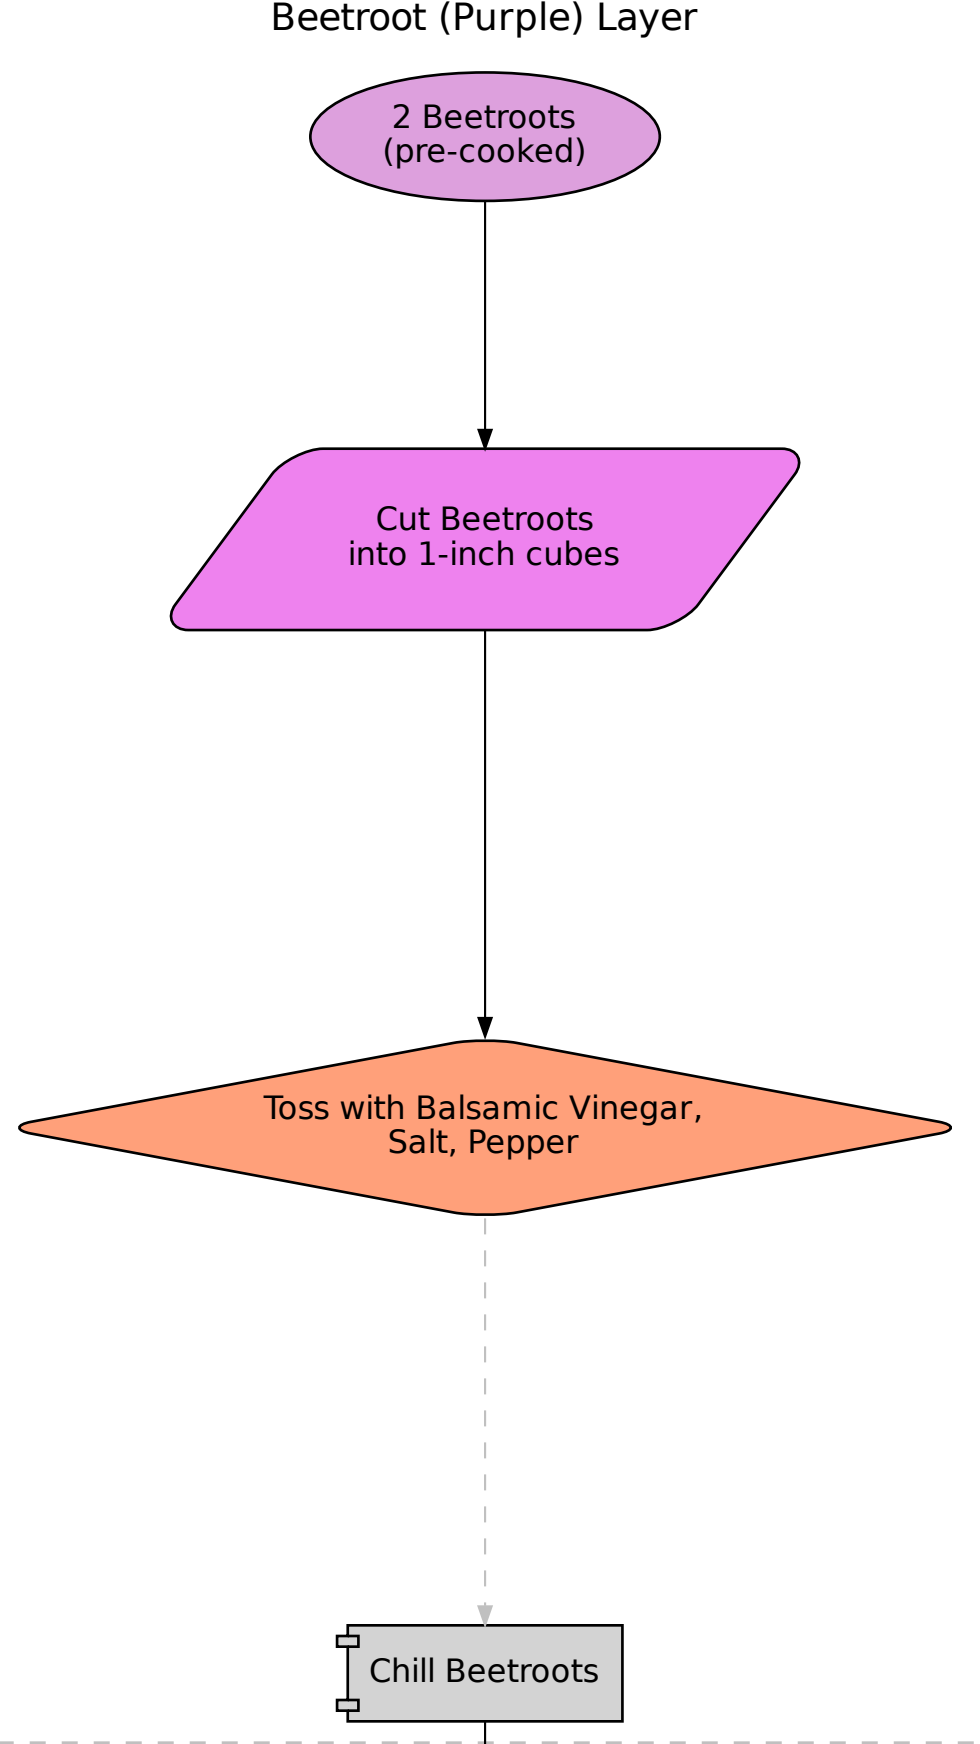 Beetroot (Purple) Layer
2 Beetroots
(pre-cooked)
Cut Beetroots
into 1-inch cubes
Toss with Balsamic Vinegar,
Salt, Pepper
Chill Beetroots